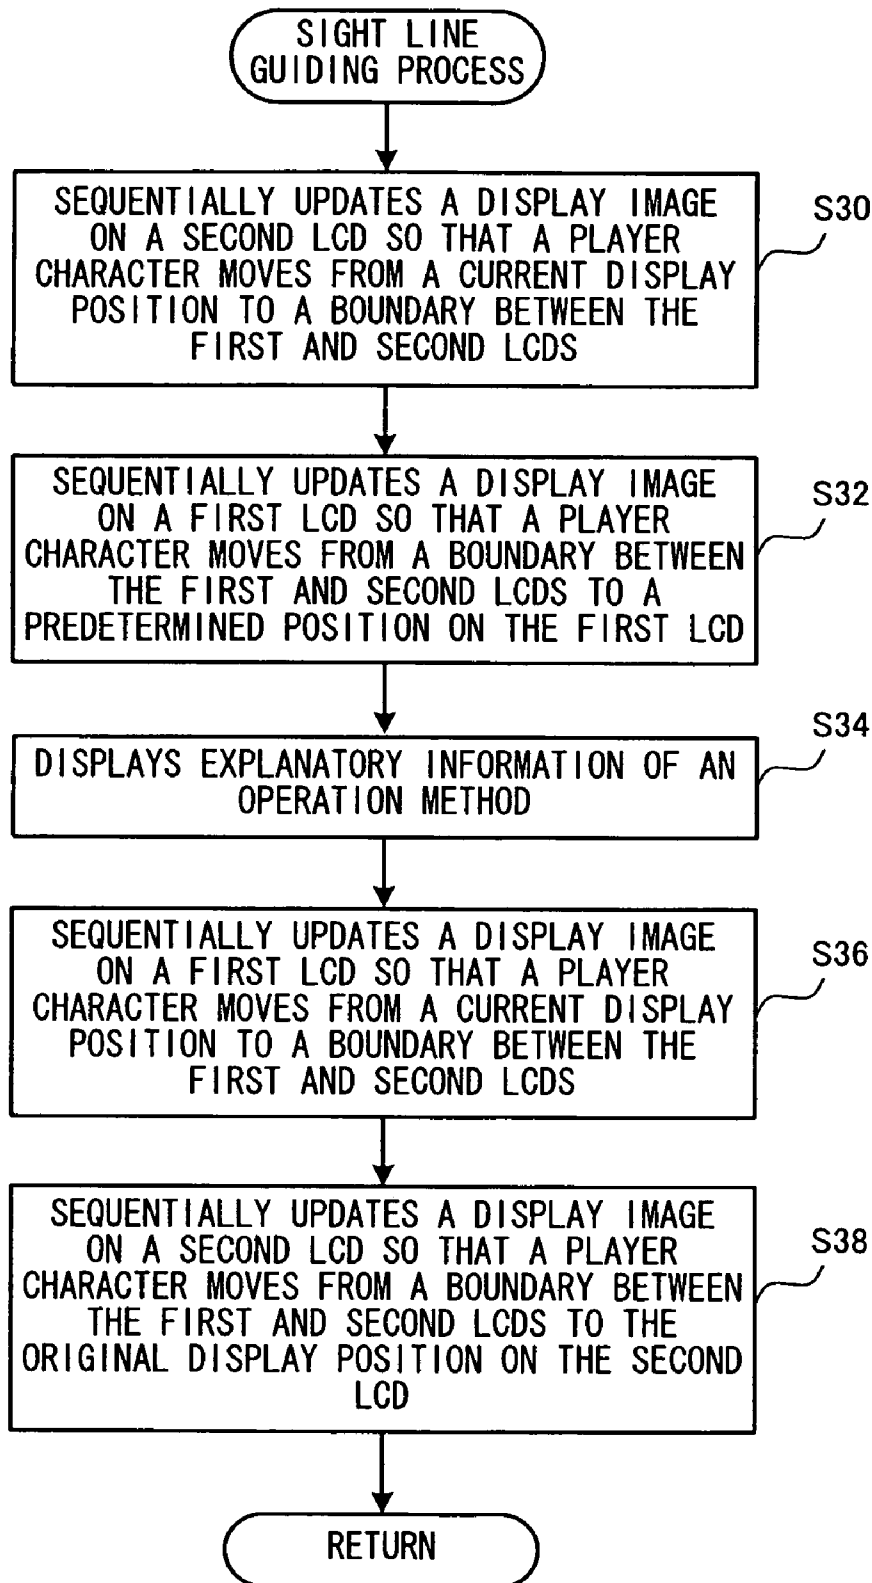 SIGHT LINE
GUIDING PROCESS
SEQUENTIALLY UPDATES A DISPLAY IMAGE
ON A SECOND LCD SO THAT A PLAYER
CHARACTER MOVES FROM A CURRENT DISPLAY
POSITION TO A BOUNDARY BETWEEN THE
FIRST AND SECOND LCDS
S30
SEQUENTIALLY UPDATES A DISPLAY IMAGE
ON A FIRST LCD SO THAT A PLAYER
CHARACTER MOVES FROM A BOUNDARY BETWEEN
THE FIRST AND SECOND LCDS TO A
PREDETERMINED POSITION ON THE FIRST LCD
S32
DISPLAYS EXPLANATORY INFORMATION OF AN
OPERATION METHOD
S34
SEQUENTIALLY UPDATES A DISPLAY IMAGE
ON A FIRST LCD SO THAT A PLAYER
CHARACTER MOVES FROM A CURRENT DISPLAY
POSITION TO A BOUNDARY BETWEEN THE
FIRST AND SECOND LCDS
S36
SEQUENTIALLY UPDATES A DISPLAY IMAGE
ON A SECOND LCD SO THAT A PLAYER
CHARACTER MOVES FROM A BOUNDARY BETWEEN
THE FIRST AND SECOND LCDS TO THE
ORIGINAL DISPLAY POSITION ON THE SECOND
LCD
S38
RETURN